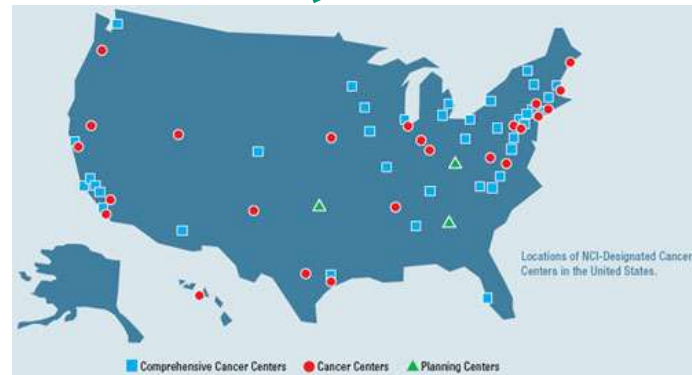 Locations of NCI-Designated Cancer
Centers in the United States.
Comprehensive Cancer Centers Cancer Centers Planning Centers